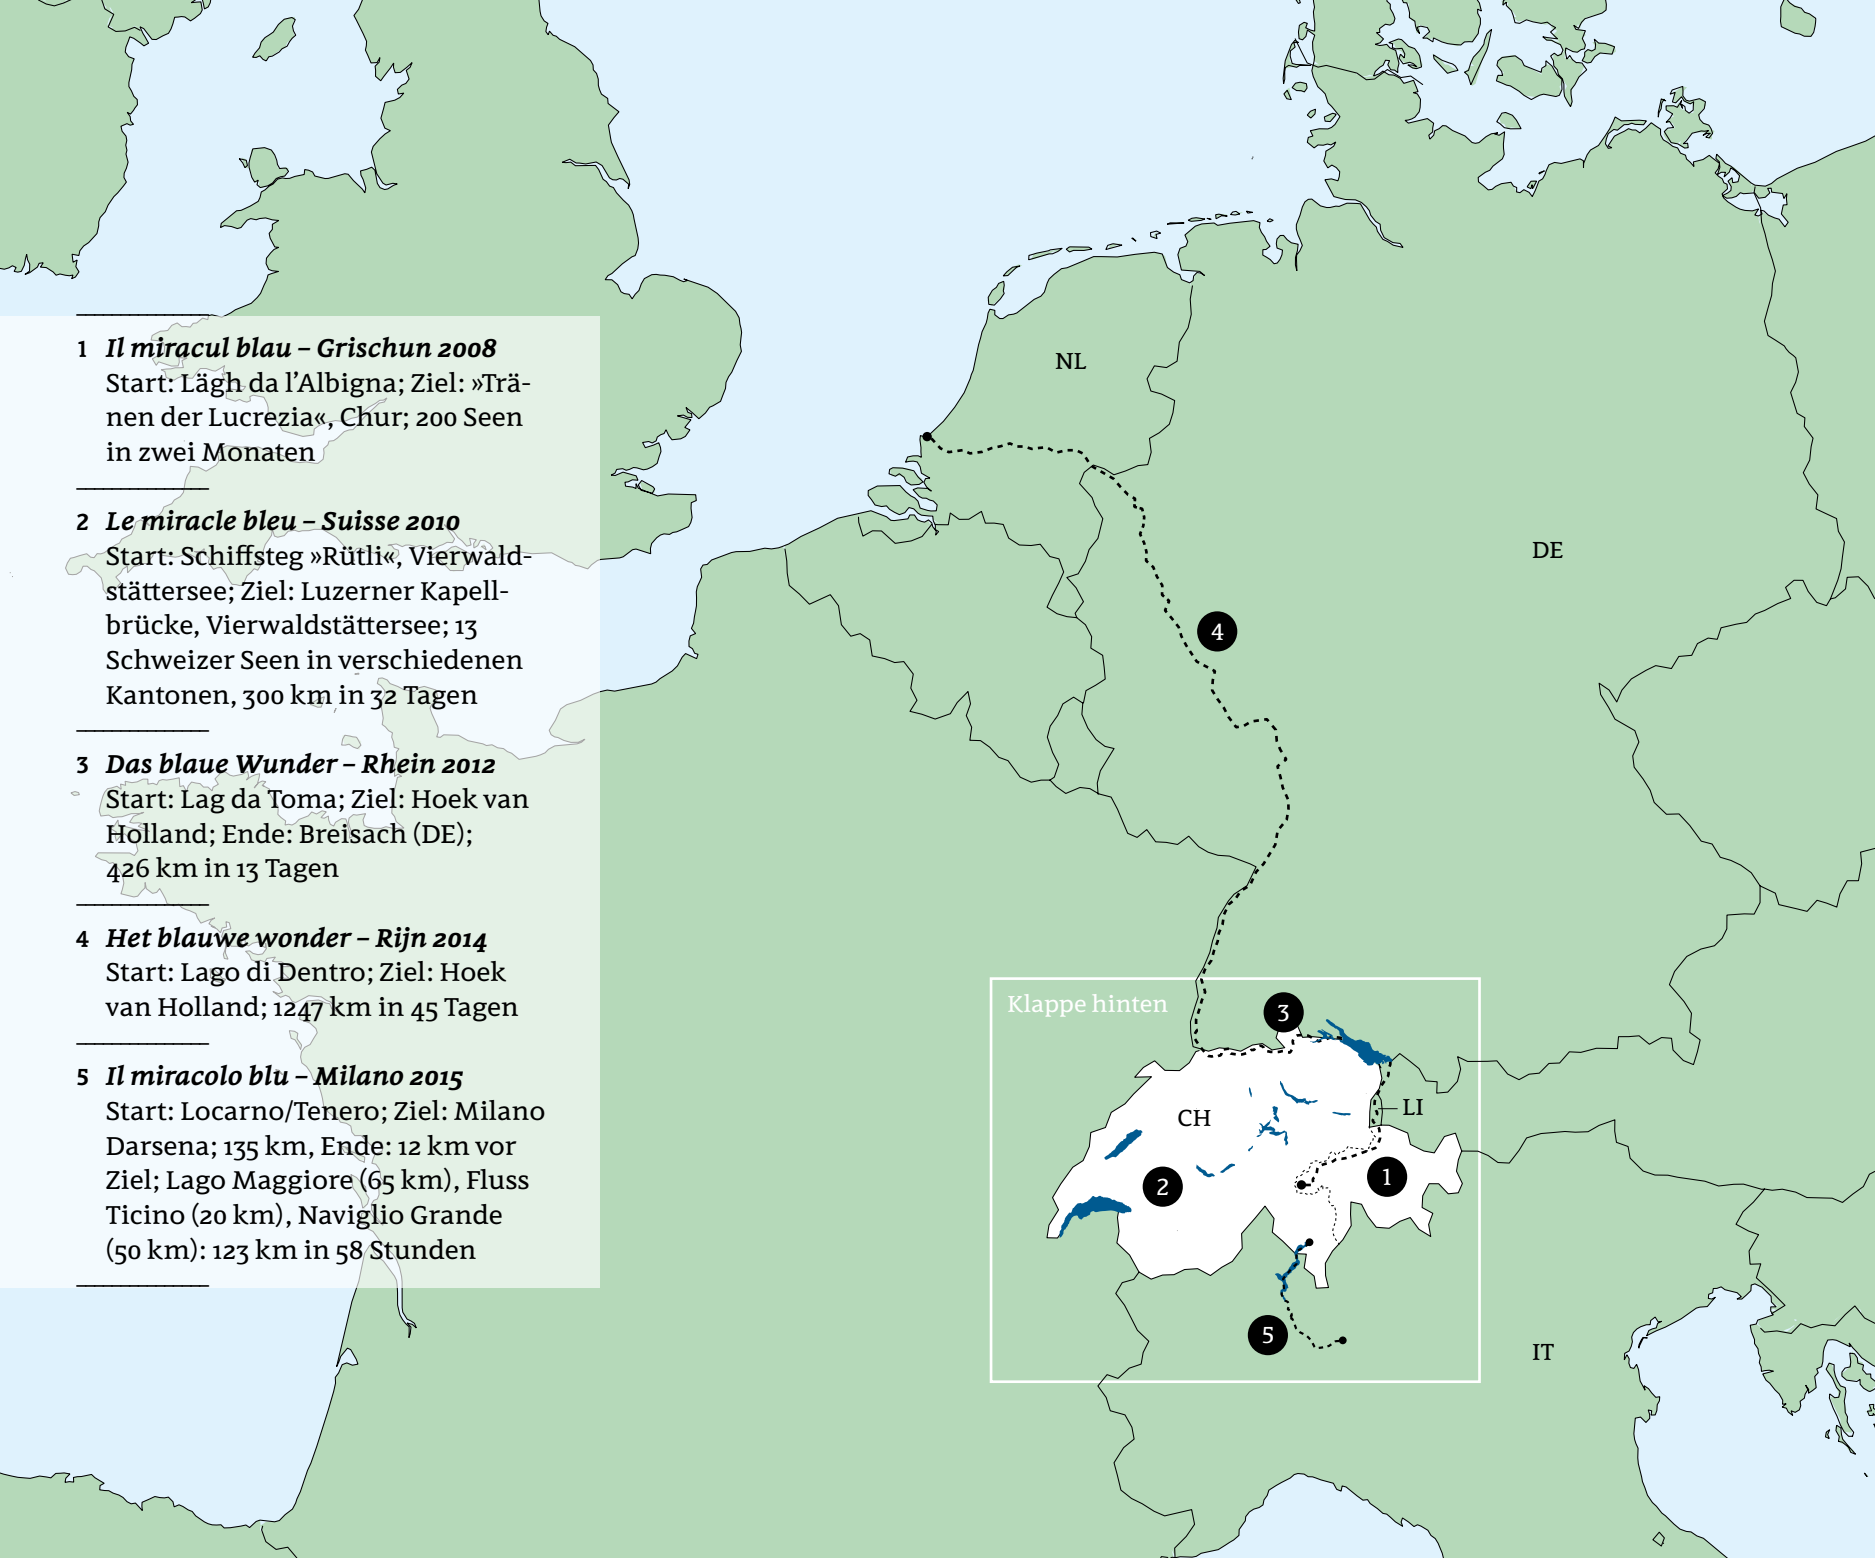 1 Il miracul blau – Grischun 2008
Start: Lägh da l’Albigna; Ziel: »Trä-
nen der Lucrezia«, Chur; 200 Seen
in zwei Monaten
2 Le miracle bleu – Suisse 2010
Start: Schiffsteg »Rütli«, Vierwald-
stättersee; Ziel: Luzerner Kapell-
brücke, Vierwaldstättersee; 13
Schweizer Seen in verschiedenen
Kantonen, 300 km in 32 Tagen
3 Das blaue Wunder – Rhein 2012
Start: Lag da Toma; Ziel: Hoek van
Holland; Ende: Breisach (DE);
426 km in 13 Tagen
4 Het blauwe wonder – Rijn 2014
Start: Lago di Dentro; Ziel: Hoek
van Holland; 1247 km in 45 Tagen
5 Il miracolo blu – Milano 2015
Start: Locarno/Tenero; Ziel: Milano
Darsena; 135 km, Ende: 12 km vor
Ziel; Lago Maggiore (65 km), Fluss
Ticino (20 km), Naviglio Grande
(50 km): 123 km in 58 Stunden
NL
DE
4
Klappe hinten
3
CH
LI
1
2
5
IT